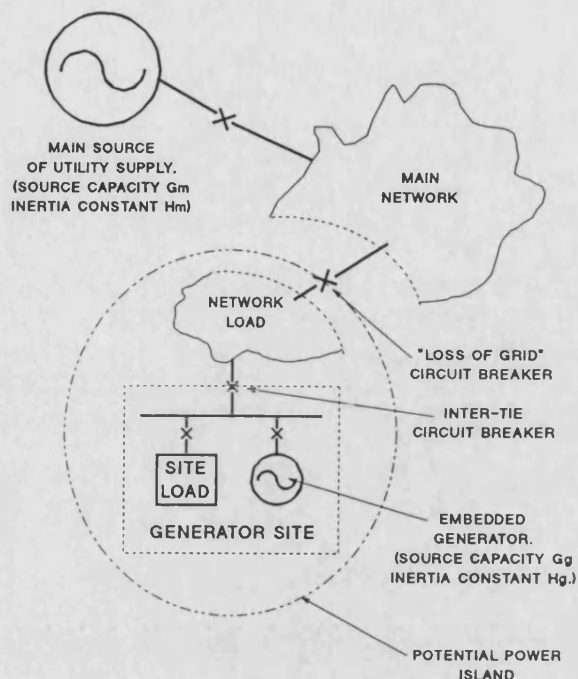 MAIN SOURCE
OF UTILITY SUPPLY.
(SOURCE CAPACITY Gm
INERTIA CONSTANT Hm)
MAIN
NETWORK
NETWORK
LOAD
"LOSS OF GRID"
CIRCUIT BREAKER
INTER-TIE
CIRCUIT BREAKER
SITE
LOAD
GENERATOR SITE
EMBEDDED
GENERATOR.
(SOURCE CAPACITY Gg
INERTIA CONSTANT Hg.)
POTENTIAL POWER
ISLAND